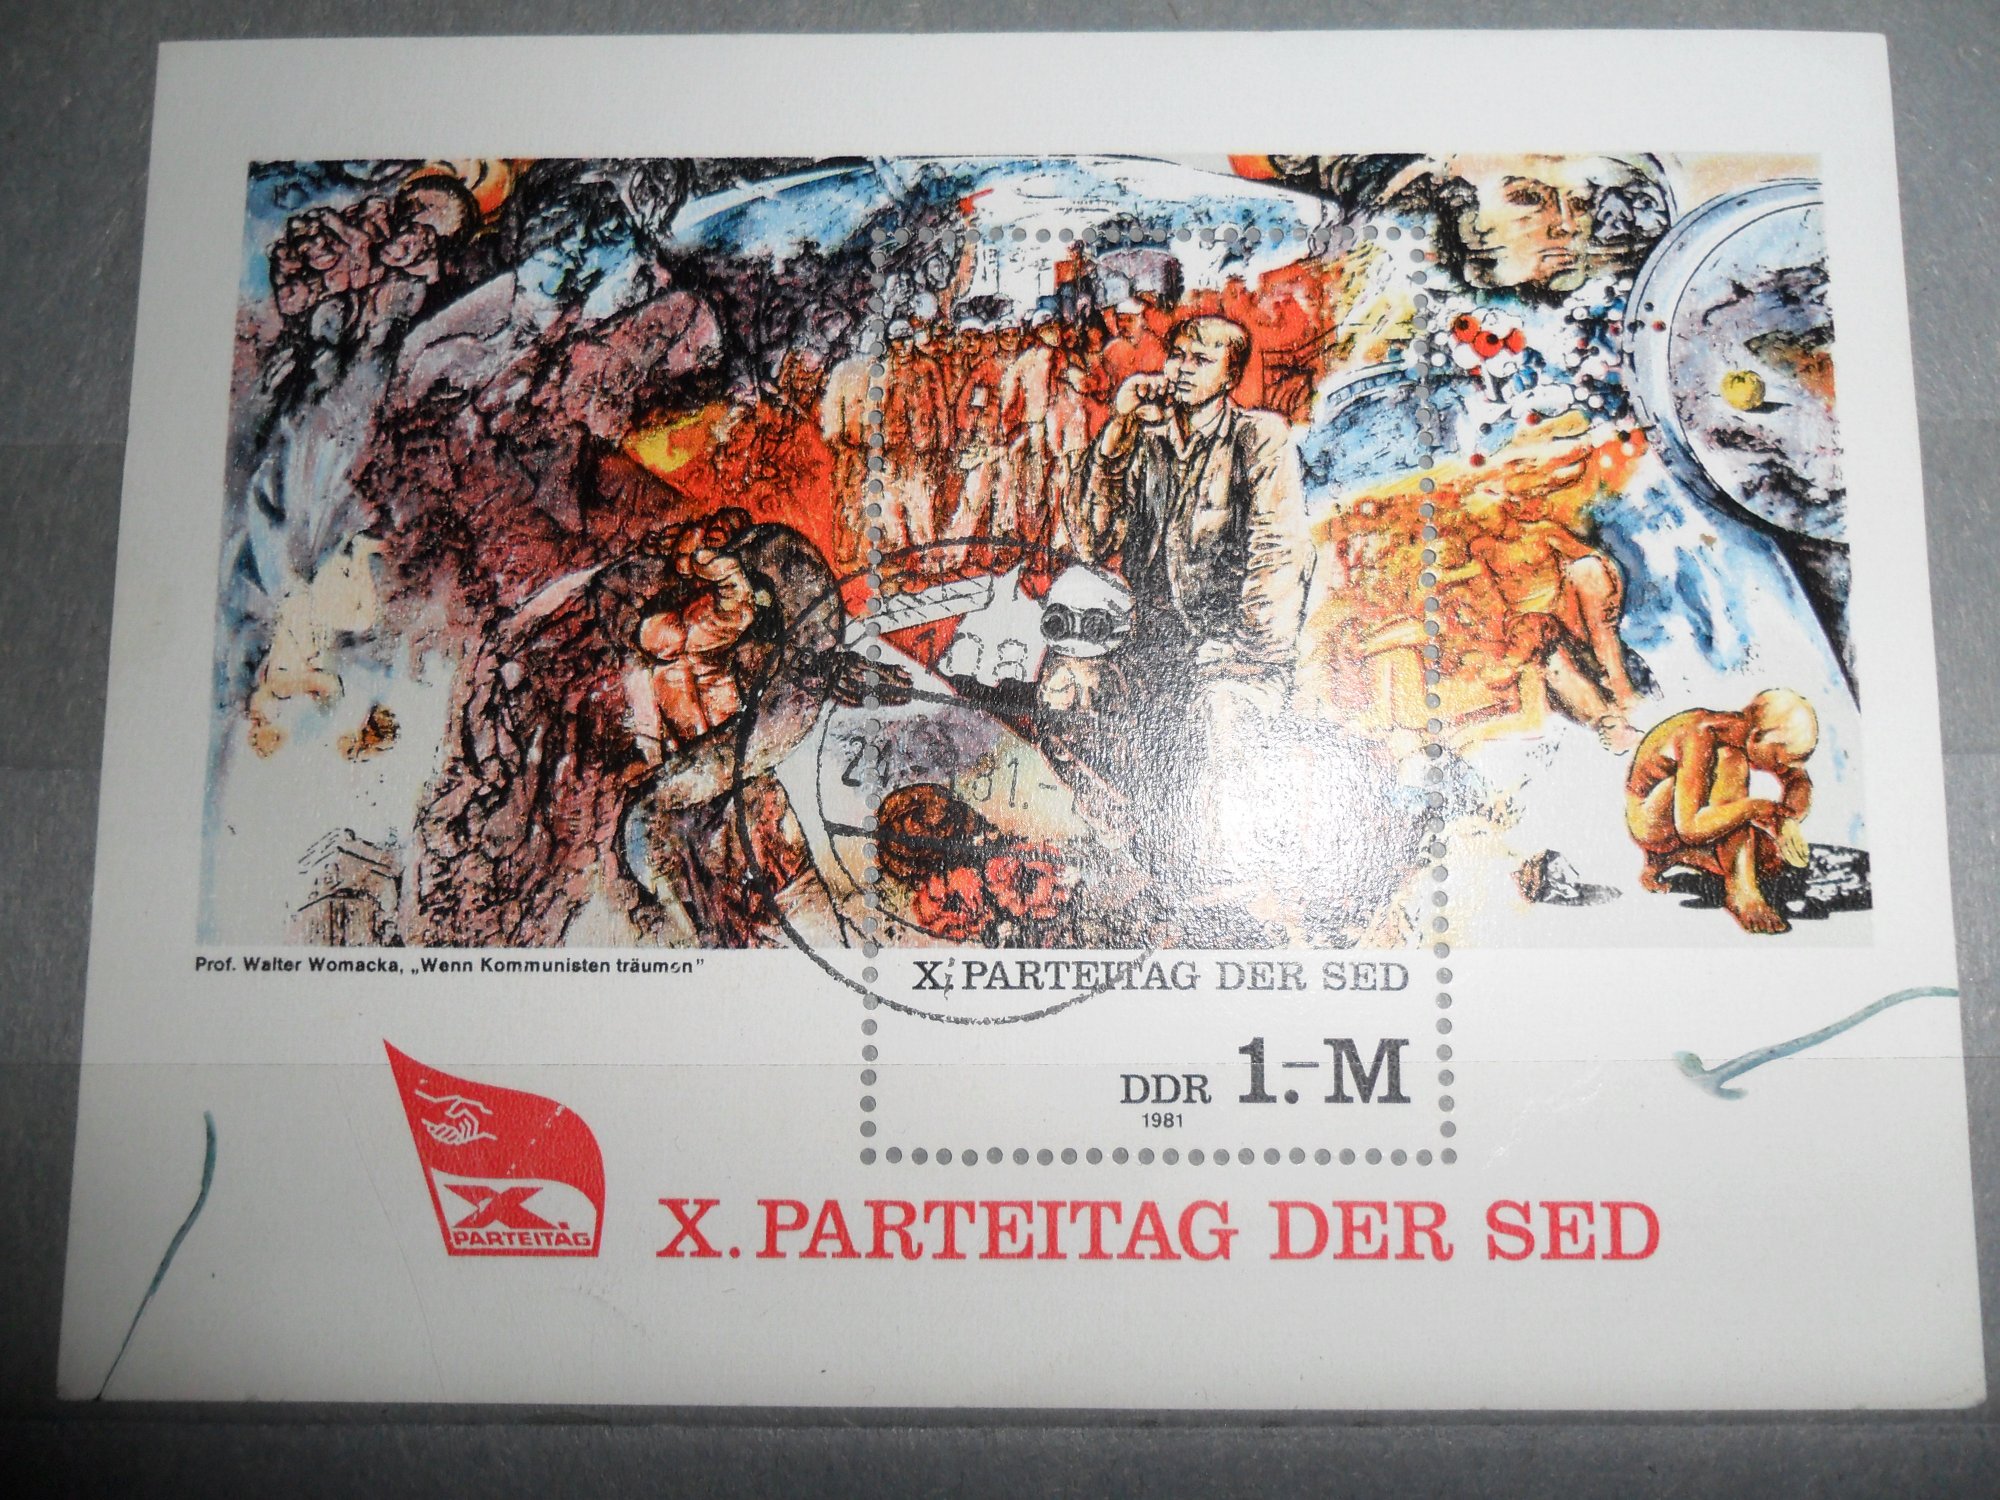 Prof. Walter Womacka, „Wenn Kommunisten träumen”
X. PARTEITAG DER SED
DDR 1.-M
1981
X.
PARTEITAG
X. PARTEITAG DER SED